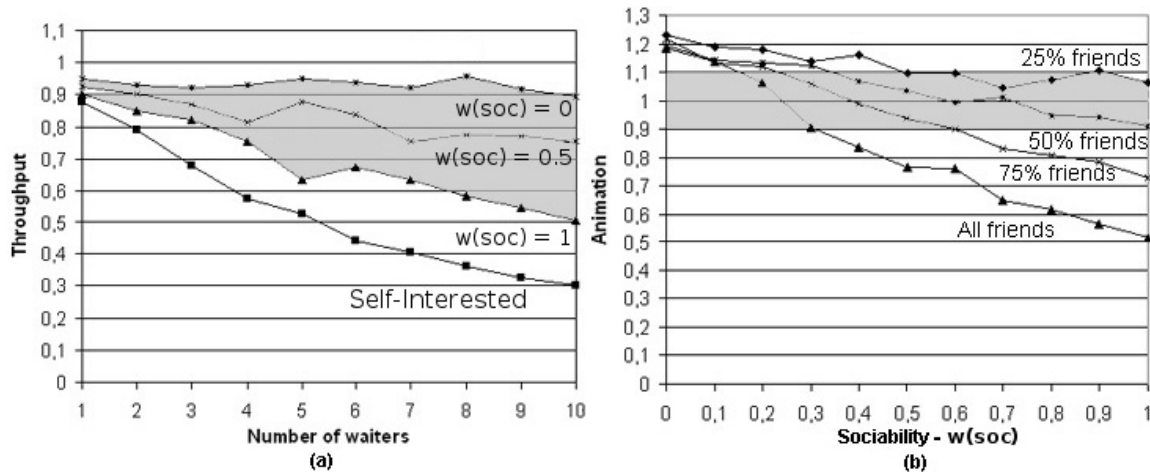 1,1
1
0,9
0,8
0,7
0,6
0,5
0,4
0,3
0,2
0,1
0
Throughput
w(soc) = 0
w(soc) = 0.5
w(soc) = 1
Self-Interested
1 2 3 4 5 6 7 8 9 10
Number of waiters
(a)
1,3
1,2
1,1
1,0
0,9
0,8
0,7
0,6
0,5
0,4
0,3
0,2
0,1
0,0
Animation
25% friends
50% friends
75% friends
All friends
0 0,1 0,2 0,3 0,4 0,5 0,6 0,7 0,8 0,9 1
Sociability - w(soc)
(b)